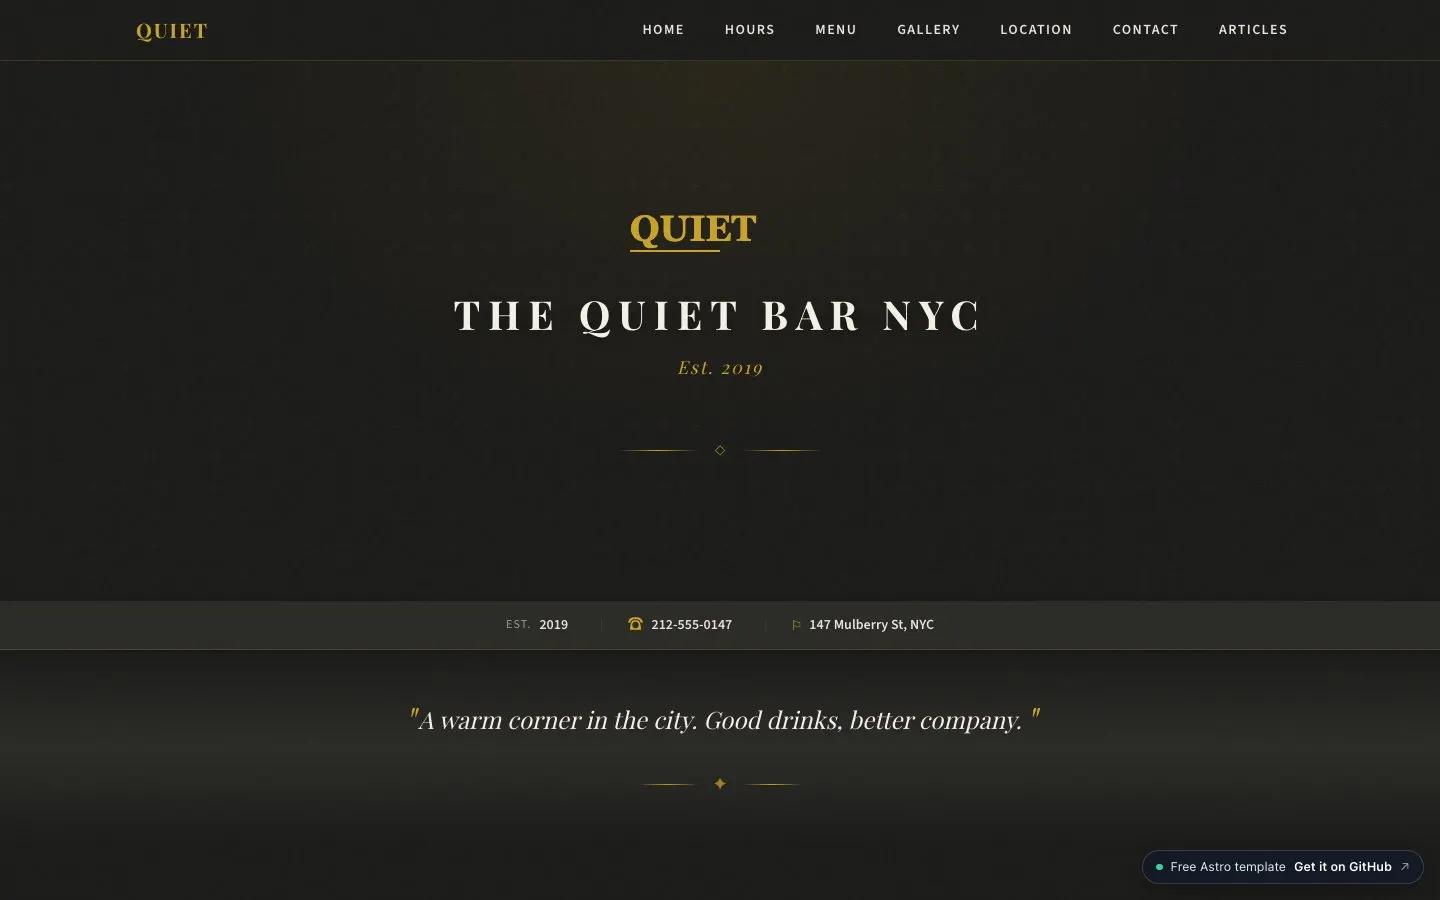 QUIET
HOME HOURS MENU GALLERY LOCATION CONTACT ARTICLES
QUIET
THE QUIET BAR NYC
Est. 2019
EST. 2019 212-555-0147 147 Mulberry St, NYC
"A warm corner in the city. Good drinks, better company. "
Free Astro template Get it on GitHub ↗